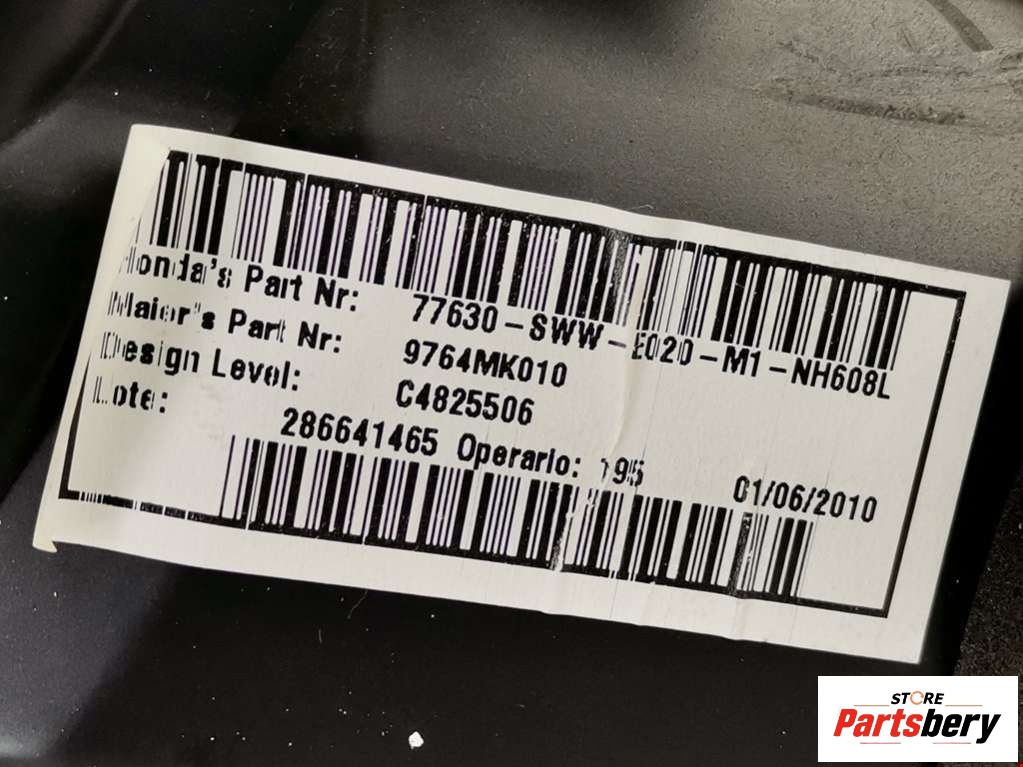 Honda's Part Nr: 77630-SWW-E020-M1-NH608L
Maier's Part Nr: 9764MK010
Design Level: C4825506
Lote: 286641465 Operario: 195 01/06/2010
STORE
Partsbery